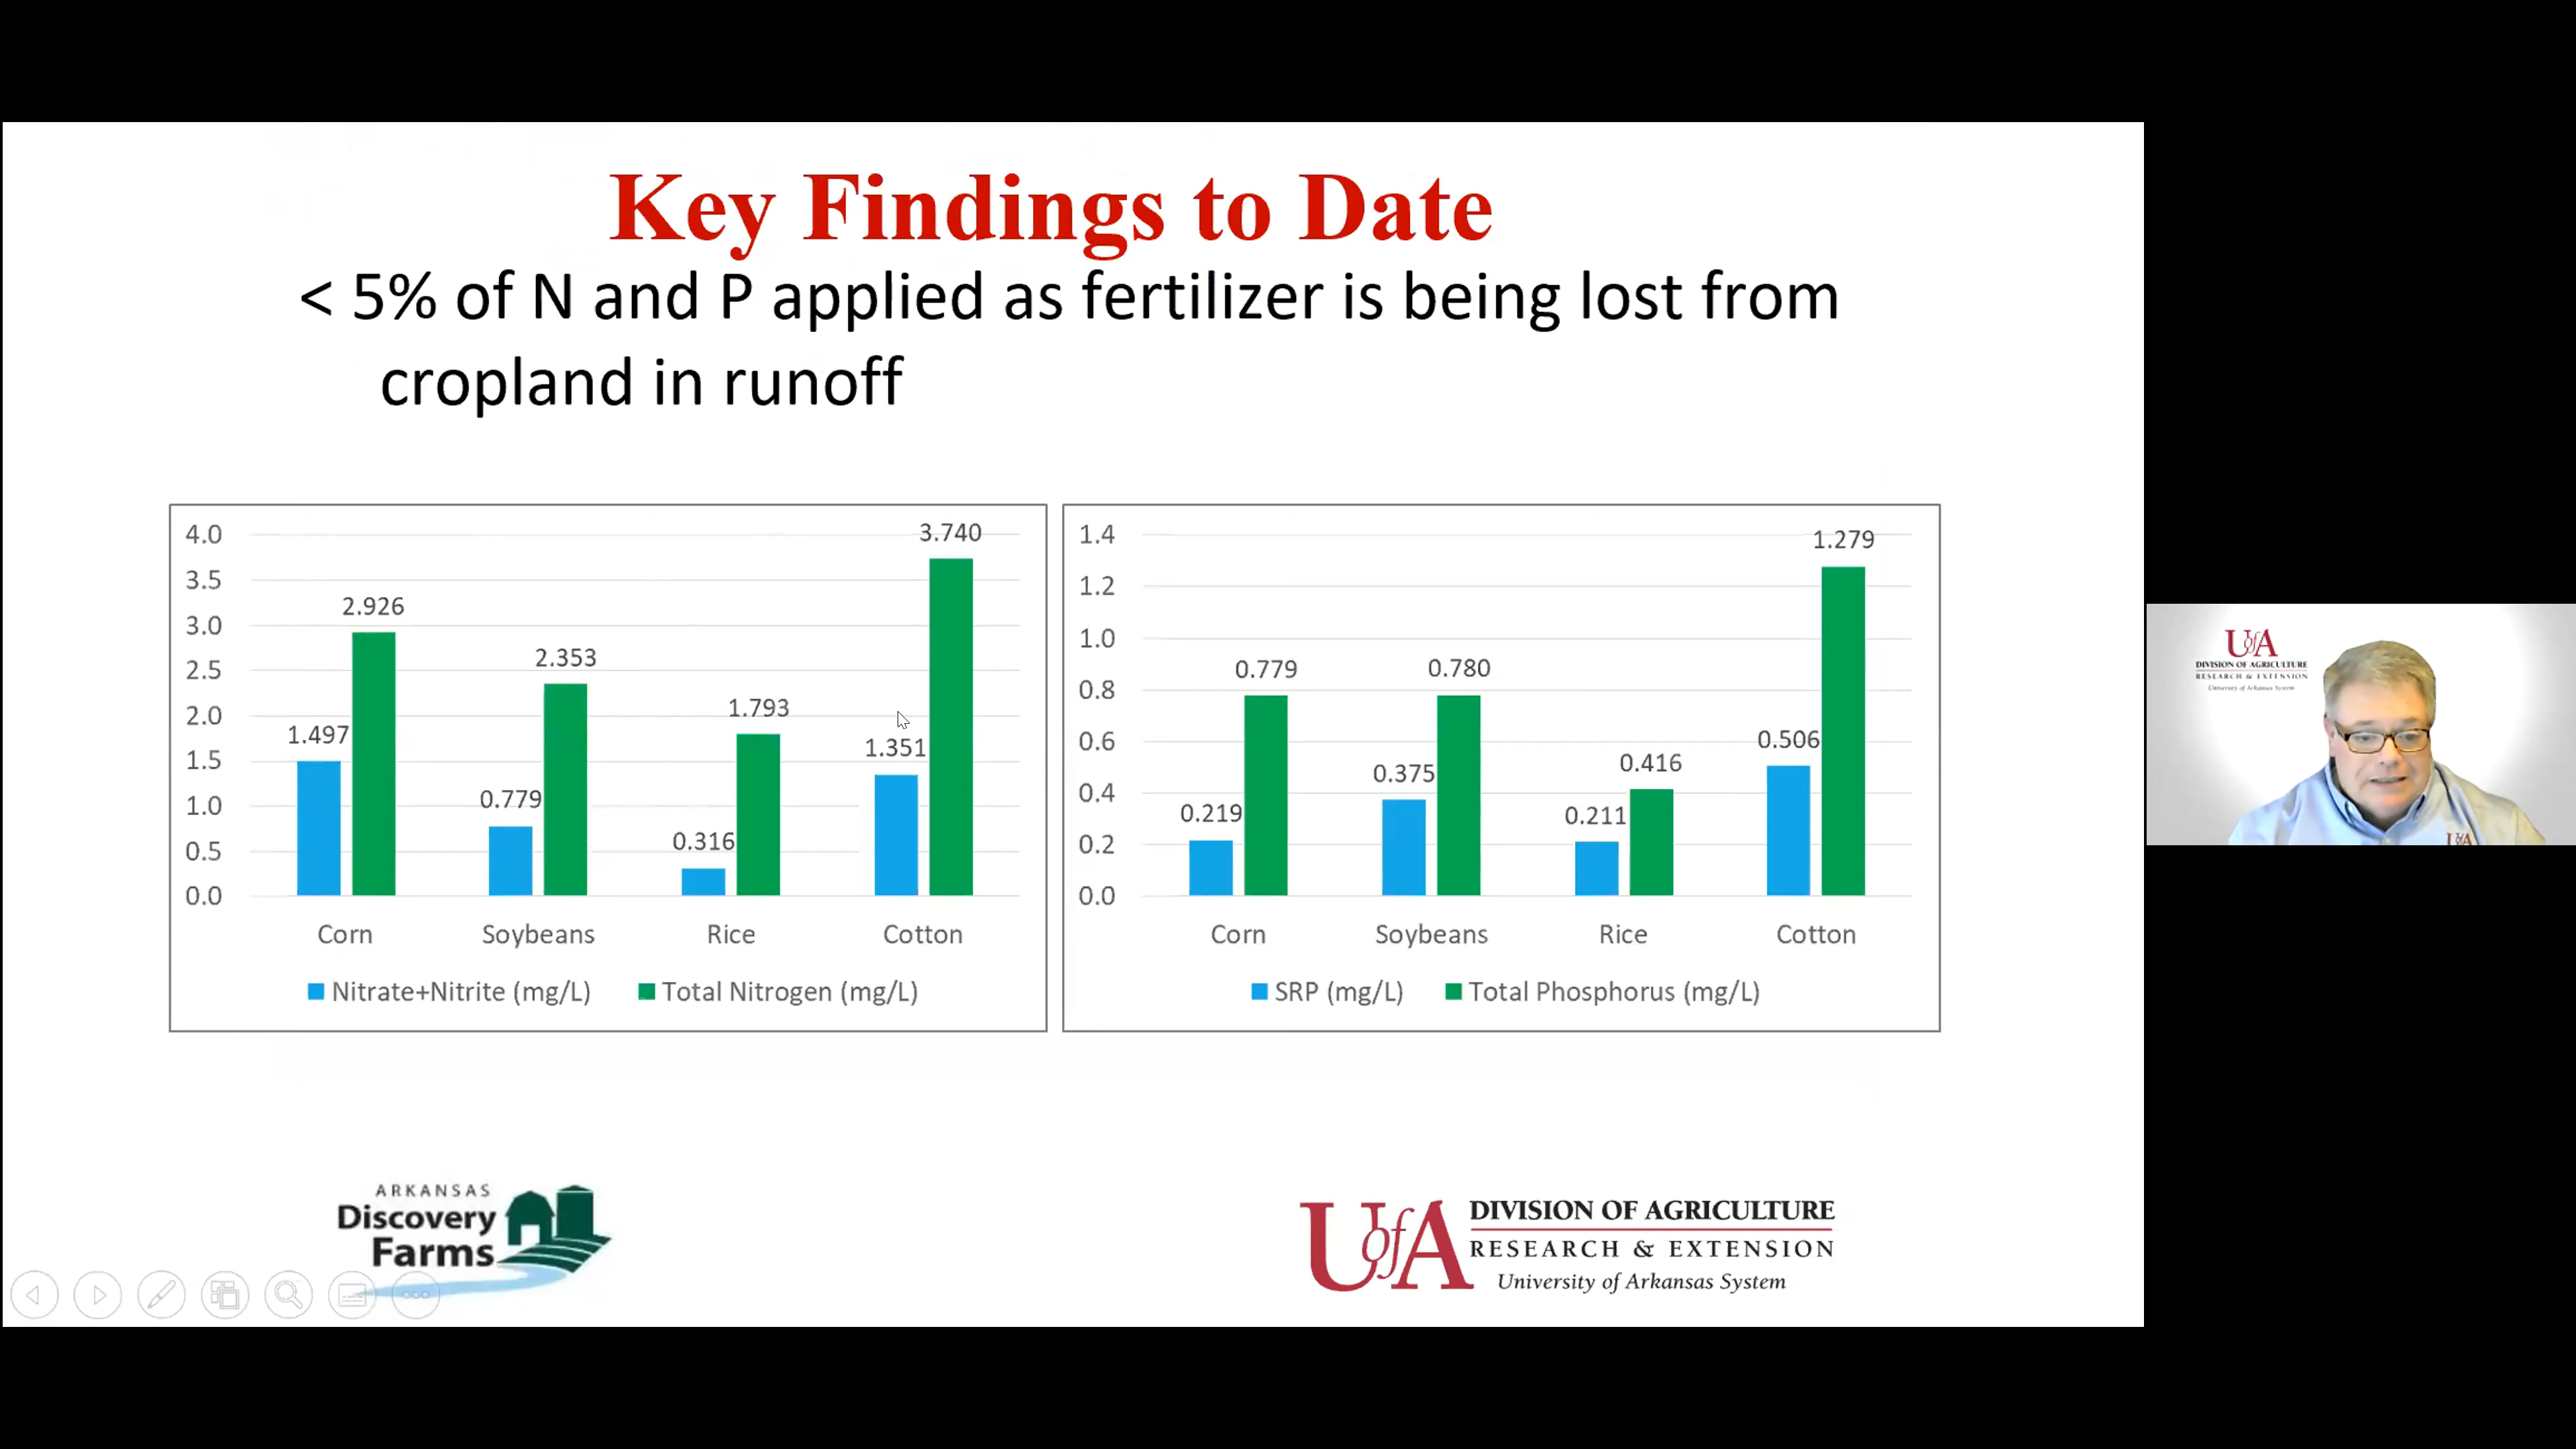 Key Findings to Date
< 5% of N and P applied as fertilizer is being lost from
cropland in runoff
4.0
3.5
3.0
2.5
2.0
1.5
1.0
0.5
0.0
1.497
2.926
0.779
2.353
0.316
1.793
1.351
3.740
Corn
Soybeans
Rice
Cotton
Nitrate+Nitrite (mg/L)
Total Nitrogen (mg/L)
1.4
1.2
1.0
0.8
0.6
0.4
0.2
0.0
0.219
0.779
0.375
0.780
0.211
0.416
0.506
1.279
Corn
Soybeans
Rice
Cotton
SRP (mg/L)
Total Phosphorus (mg/L)
ARKANSAS
Discovery
Farms
UofA
DIVISION OF AGRICULTURE
RESEARCH & EXTENSION
University of Arkansas System
UofA
DIVISION OF AGRICULTURE
RESEARCH & EXTENSION
University of Arkansas System
UA